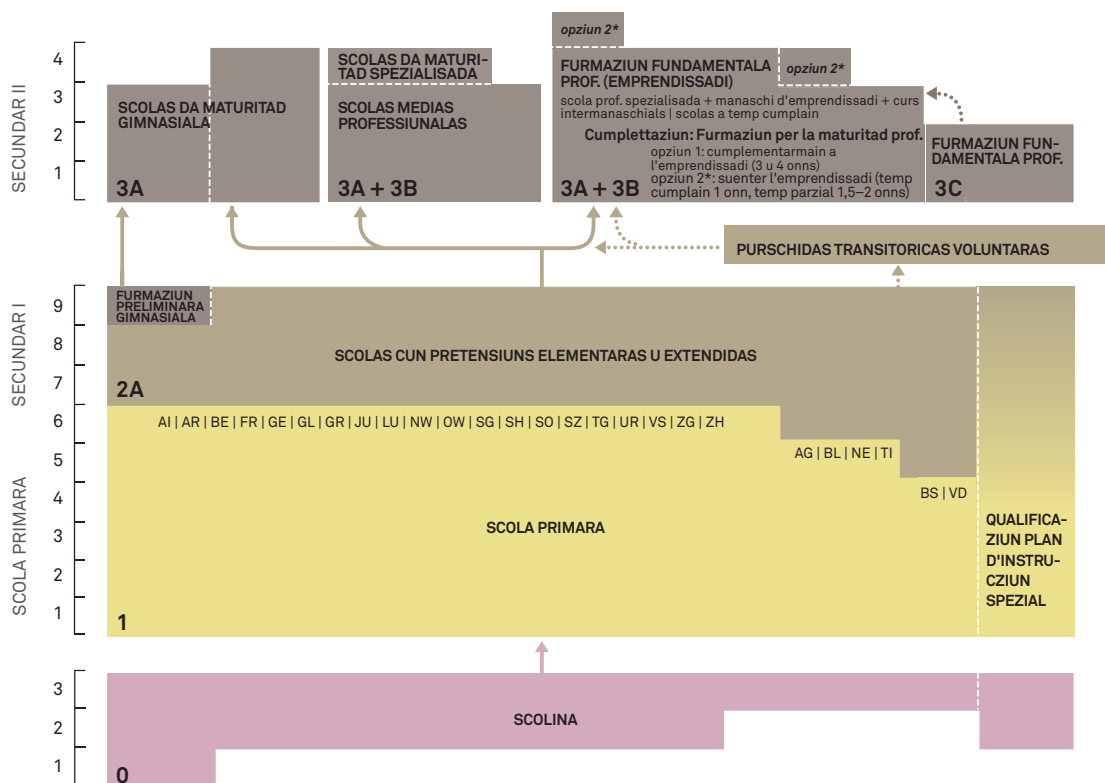 SECUNDAR II
4
3
2
1
SCOLAS DA MATURITAD
GIMNASIALA
3A
SCOLAS DA MATURI-
TAD SPEZIALISADA
SCOLAS MEDIAS
PROFESSIUNALAS
3A + 3B
opziun 2*
FURMAZIUN FUNDAMENTALA
PROF. (EMPRENDISSADI)
opziun 2*
scola prof. spezialisada + manaschi d'emprendissadi + curs
intermanaschials | scolas a temp cumplain
Cumplettaziun: Furmaziun per la maturitad prof.
opziun 1: cumplementarmain a
l'emprendissadi (3 u 4 onns)
opziun 2*: suenter l'emprendissadi (temp
cumplain 1 onn, temp parzial 1,5–2 onns)
3A + 3B
FURMAZIUN FUN-
DAMENTALA PROF.
3C
PURSCHIDAS TRANSITORICAS VOLUNTARAS
SECUNDAR I
9
8
7
FURMAZIUN
PRELIMINARA
GIMNASIALA
SCOLAS CUN PRETENSIUNS ELEMENTARAS U EXTENDIDAS
2A
SCOLA PRIMARA
6
5
4
3
2
1
AI | AR | BE | FR | GE | GL | GR | JU | LU | NW | OW | SG | SH | SO | SZ | TG | UR | VS | ZG | ZH
AG | BL | NE | TI
BS | VD
SCOLA PRIMARA
1
QUALIFICA-
ZIUN PLAN
D'INSTRU-
CZIUN
SPEZIAL
3
2
1
SCOLINA
0